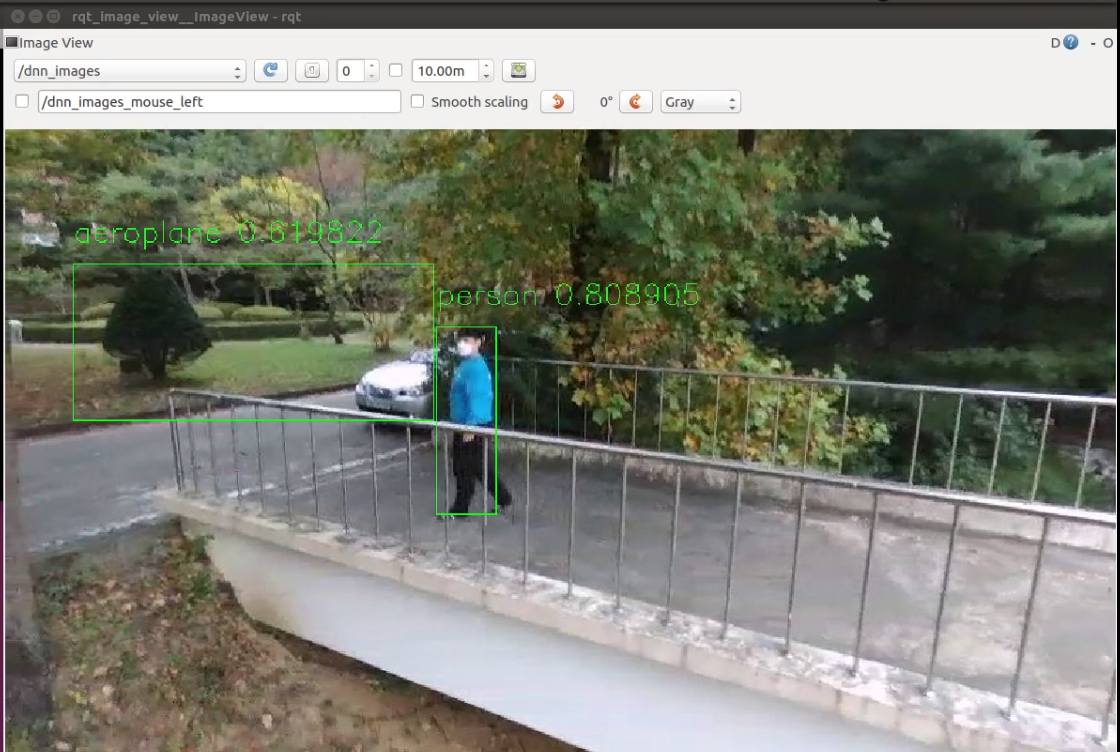 rqt_image_view__ImageView - rqt
Image View D ? - O
/dnn_images 0 10.00m
/dnn_images_mouse_left Smooth scaling 0° Gray
aeroplane 0.619822
person 0.808905